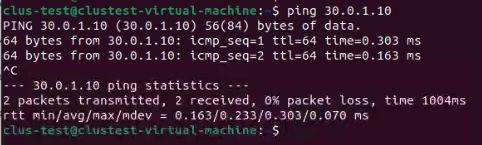 clus-test@clustest-virtual-machine:~$ ping 30.0.1.10
PING 30.0.1.10 (30.0.1.10) 56(84) bytes of data.
64 bytes from 30.0.1.10: icmp_seq=1 ttl=64 time=0.303 ms
64 bytes from 30.0.1.10: icmp_seq=2 ttl=64 time=0.163 ms
^C
--- 30.0.1.10 ping statistics ---
2 packets transmitted, 2 received, 0% packet loss, time 1004ms
rtt min/avg/max/mdev = 0.163/0.233/0.303/0.070 ms
clus-test@clustest-virtual-machine:~$